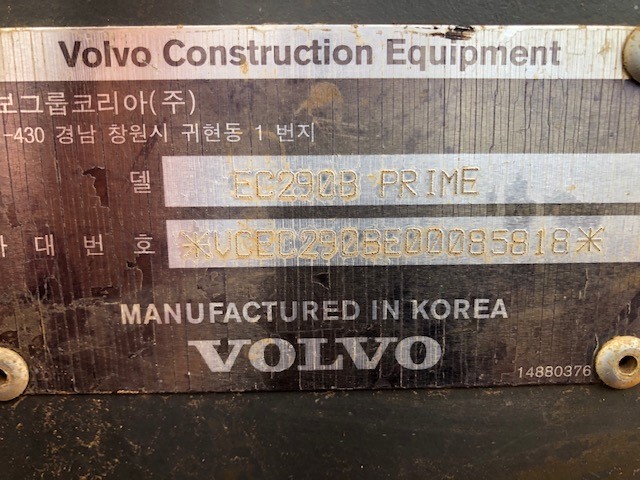 Volvo Construction Equipment
보그룹코리아(주)
-430 경남 창원시 귀현동 1 번지
델 EC290B PRIME
대 번 호 *VCEC290BE00085818*
MANUFACTURED IN KOREA
VOLVO
14880376